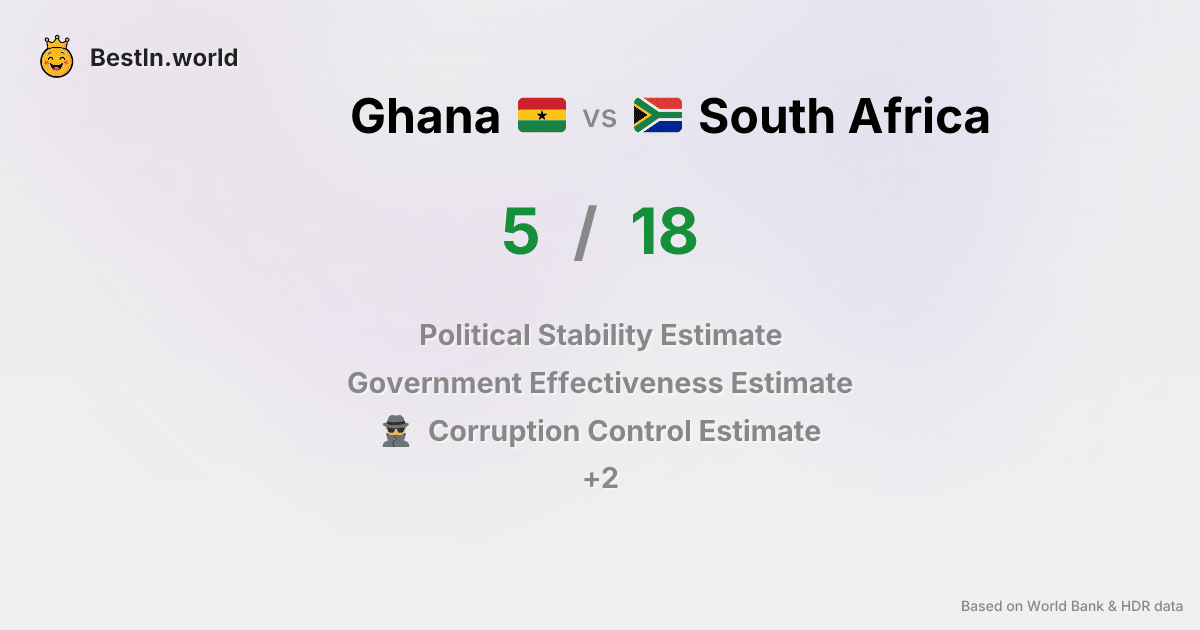 BestIn.world
Ghana vs South Africa
5 / 18
Political Stability Estimate
Government Effectiveness Estimate
Corruption Control Estimate
+2
Based on World Bank & HDR data